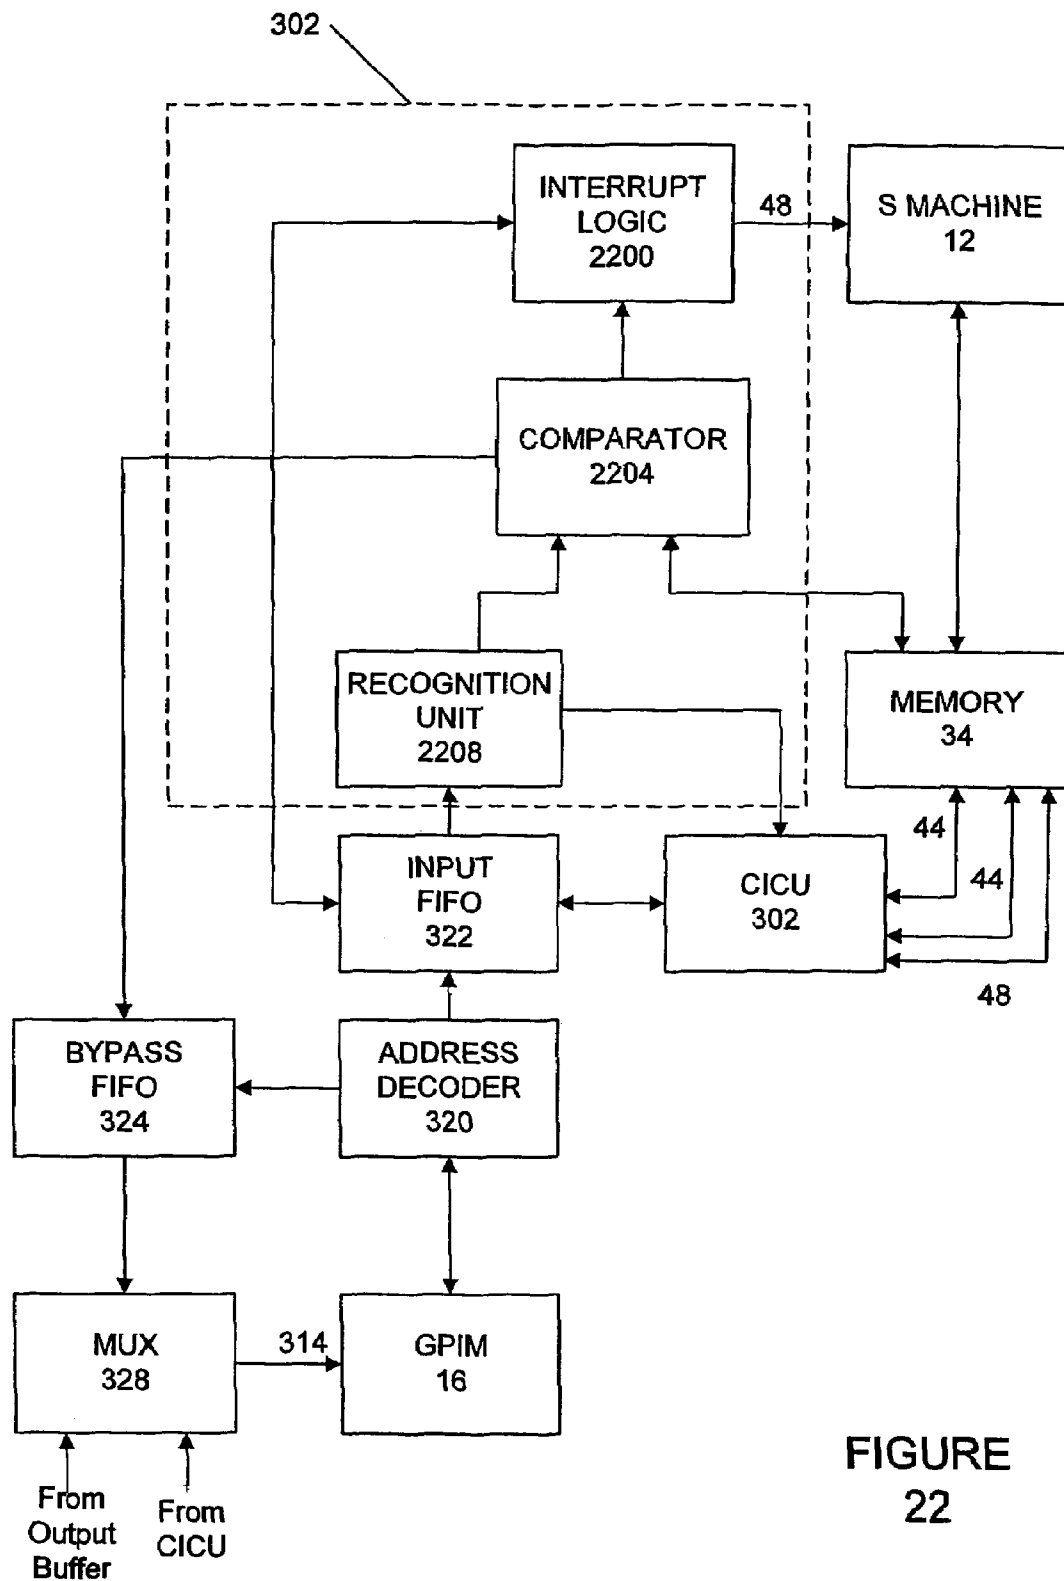 302
INTERRUPT
LOGIC
2200
48
S MACHINE
12
COMPARATOR
2204
RECOGNITION
UNIT
2208
MEMORY
34
44
44
48
INPUT
FIFO
322
CICU
302
BYPASS
FIFO
324
ADDRESS
DECODER
320
MUX
328
314
GPIM
16
From
Output
Buffer
From
CICU
FIGURE
22